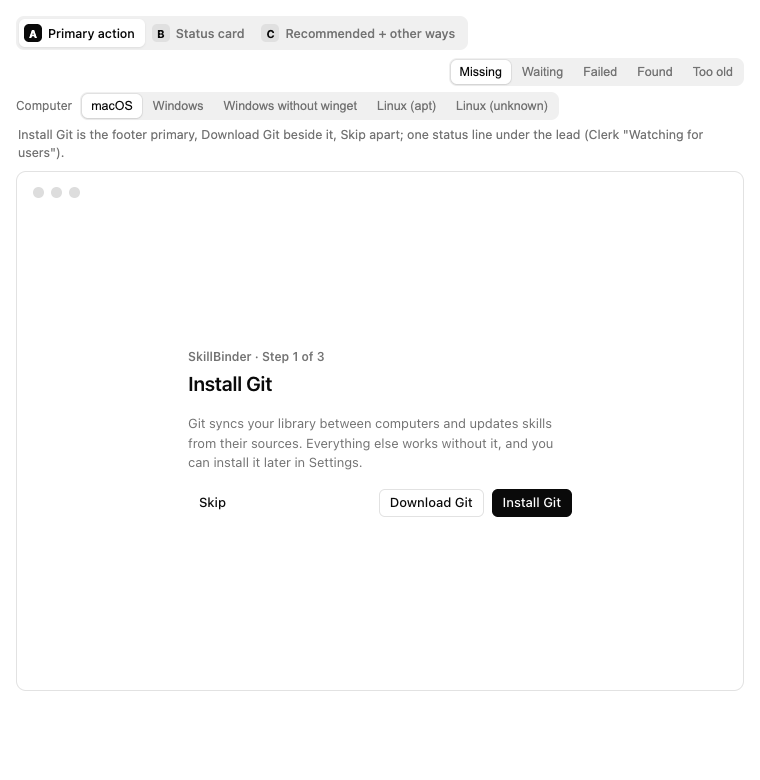 A Primary action B Status card C Recommended + other ways
Missing Waiting Failed Found Too old
Computer macOS Windows Windows without winget Linux (apt) Linux (unknown)
Install Git is the footer primary, Download Git beside it, Skip apart; one status line under the lead (Clerk "Watching for
users").
SkillBinder · Step 1 of 3
Install Git
Git syncs your library between computers and updates skills
from their sources. Everything else works without it, and you
can install it later in Settings.
Skip Download Git Install Git